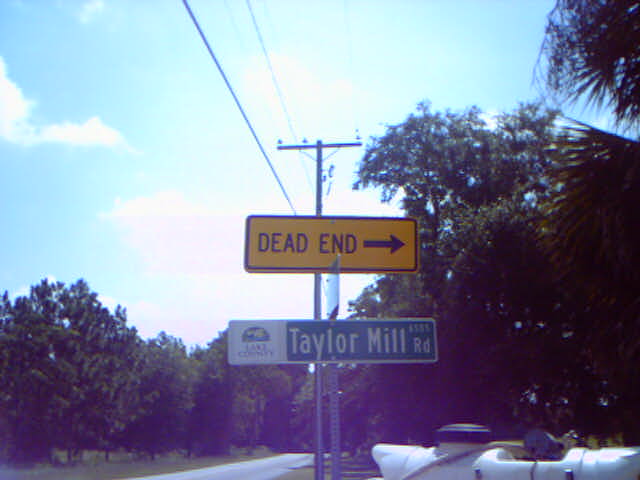 DEAD END
LAKE
COUNTY
Taylor Mill Rd